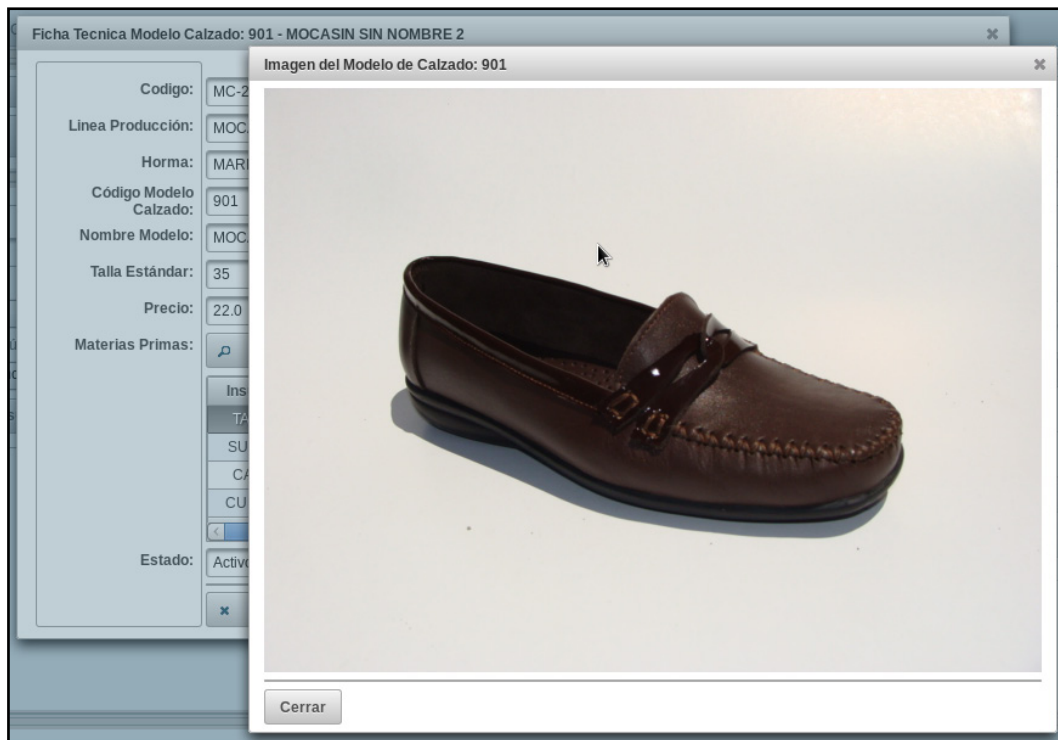 Ficha Tecnica Modelo Calzado: 901 - MOCASIN SIN NOMBRE 2
Imagen del Modelo de Calzado: 901
Codigo: MC-2
Linea Producción: MOC
Horma: MAR
Código Modelo
Calzado: 901
Nombre Modelo: MOC
Talla Estándar: 35
Precio: 22.0
Materias Primas:
Ins
TA
SU
CA
CU
Estado: Activo
Cerrar